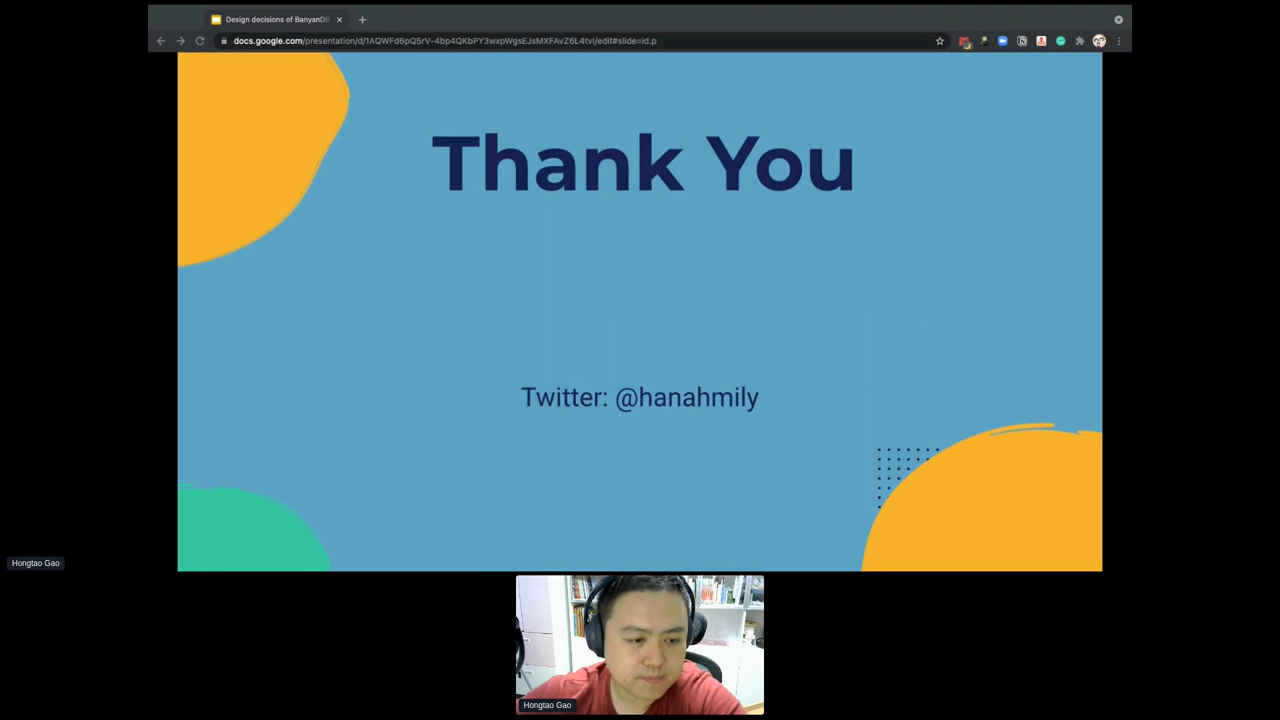 Design decisions of BanyanDB
docs.google.com/presentation/d/1AQWFd6pQ5rV-4bp4QKbPY3wxpWgsEJsMXFAvZ6L4tvI/edit#slide=id.p
Thank You
Twitter: @hanahmily
Hongtao Gao
Hongtao Gao